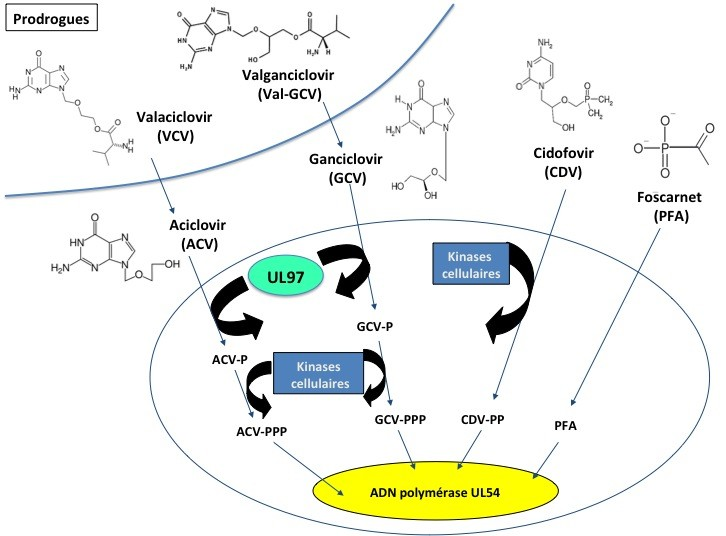 Prodrogues
Valganciclovir
(Val-GCV)
Valaciclovir
(VCV)
Ganciclovir
(GCV)
Cidofovir
(CDV)
Foscarnet
(PFA)
Aciclovir
(ACV)
UL97
Kinases
cellulaires
GCV-P
ACV-P
Kinases
cellulaires
ACV-PPP
GCV-PPP
CDV-PP
PFA
ADN polymérase UL54